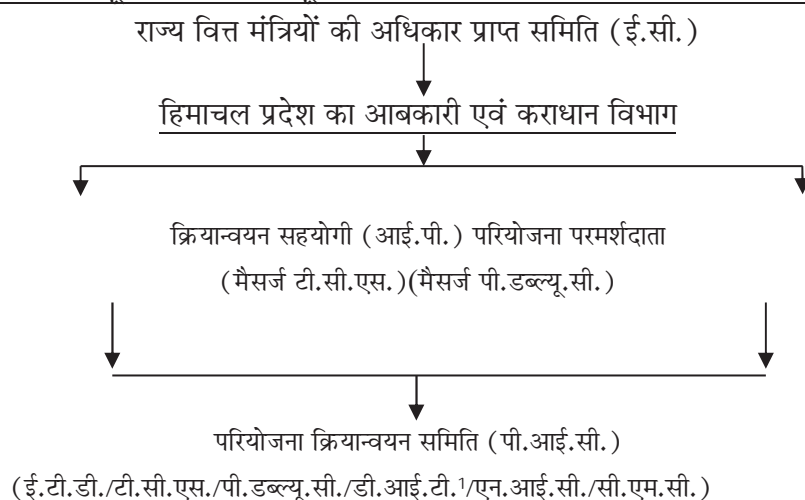 राज्य वित्त मंत्रियों की अधिकार प्राप्त समिति (ई.सी.)
हिमाचल प्रदेश का आबकारी एवं कराधान विभाग
क्रियान्वयन सहयोगी (आई.पी.) परियोजना परमर्शदाता
(मैसर्ज टी.सी.एस.)(मैसर्ज पी.डब्ल्यू.सी.)
परियोजना क्रियान्वयन समिति (पी.आई.सी.)
(ई.टी.डी./टी.सी.एस./पी.डब्ल्यू.सी./डी.आई.टी.¹/एन.आई.सी./सी.एम.सी.)